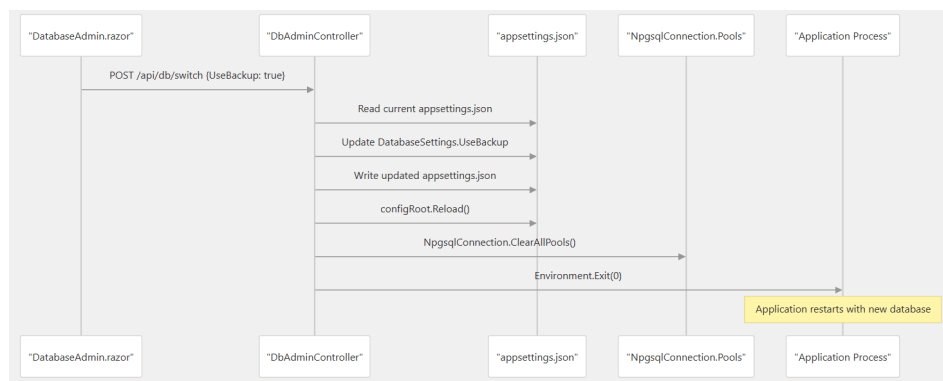 "DatabaseAdmin.razor"
"DbAdminController"
"appsettings.json"
"NpgsqlConnection.Pools"
"Application Process"
POST /api/db/switch {UseBackup: true}
Read current appsettings.json
Update DatabaseSettings.UseBackup
Write updated appsettings.json
configRoot.Reload()
NpgsqlConnection.ClearAllPools()
Environment.Exit(0)
Application restarts with new database
"DatabaseAdmin.razor"
"DbAdminController"
"appsettings.json"
"NpgsqlConnection.Pools"
"Application Process"